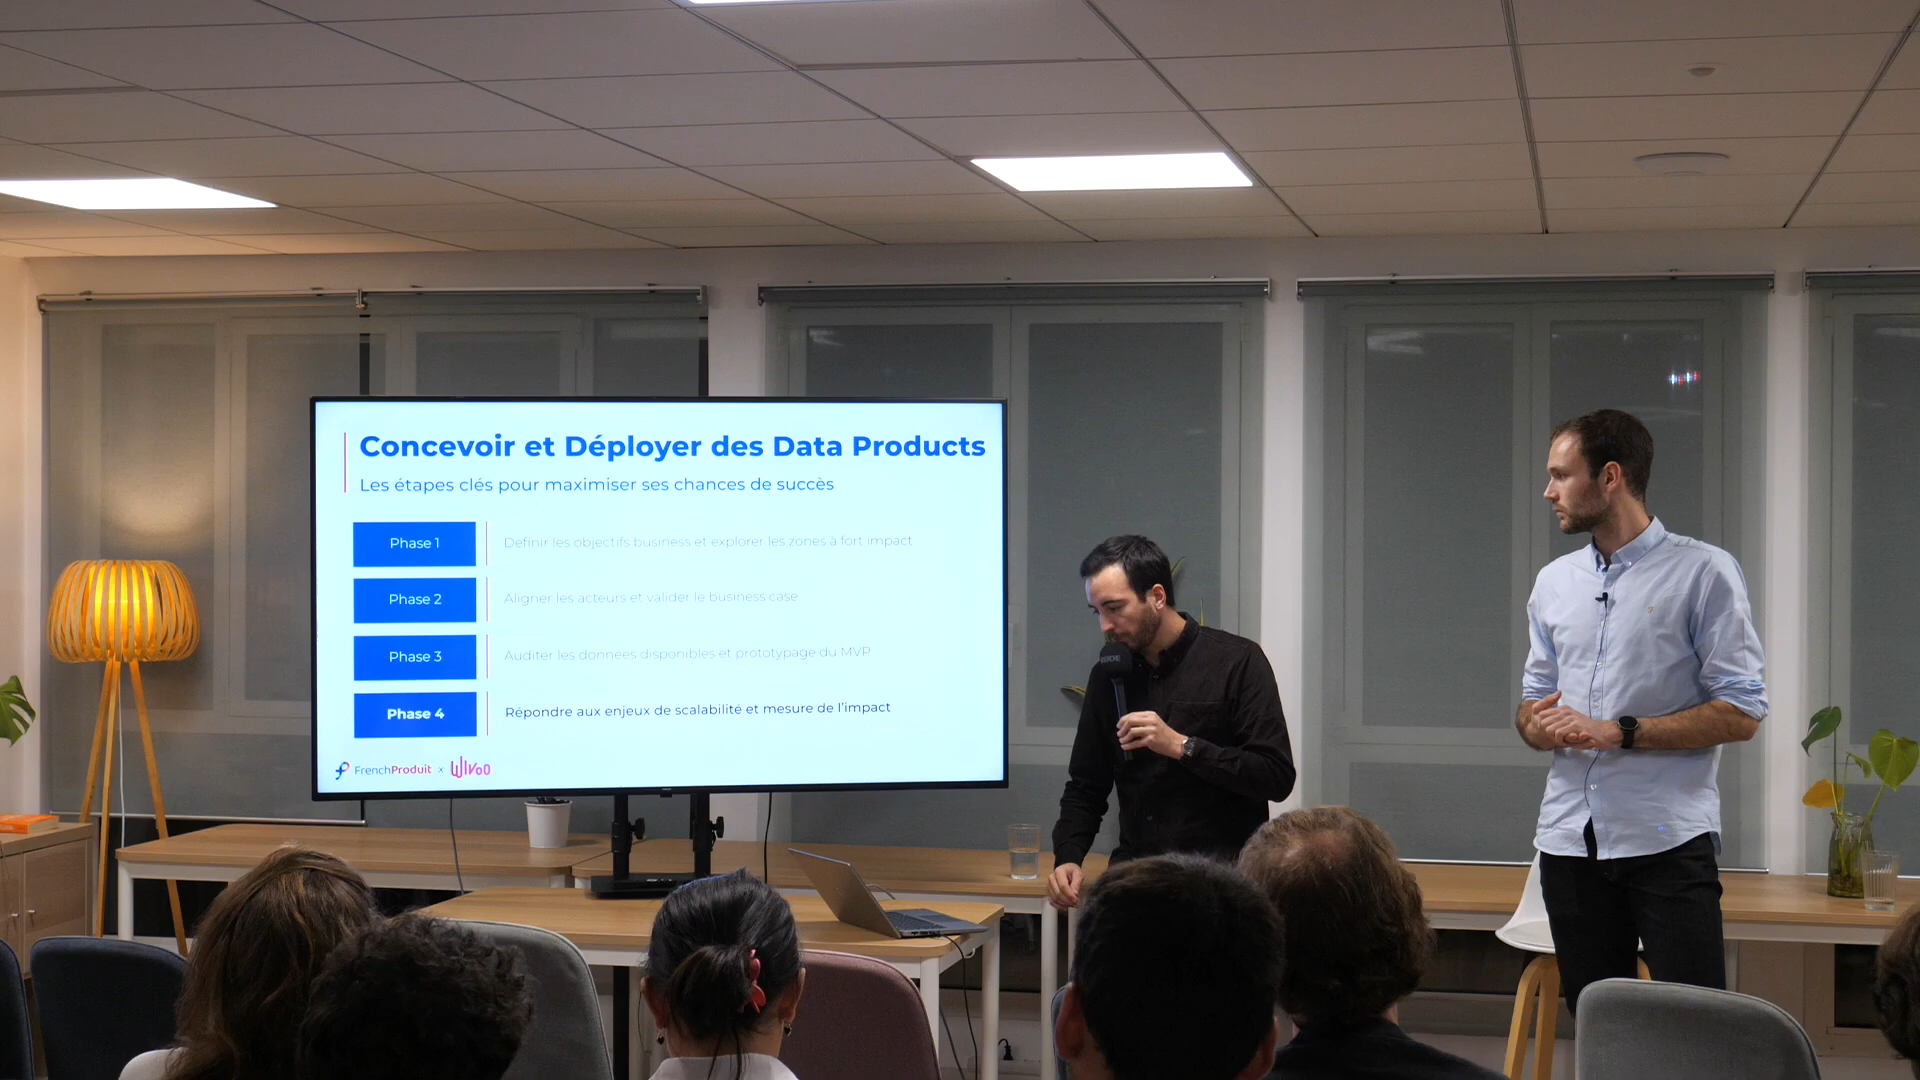 Concevoir et Déployer des Data Products
Les étapes clés pour maximiser ses chances de succès
Phase 1
Définir les objectifs business et explorer les zones à fort impact
Phase 2
Aligner les acteurs et valider le business case
Phase 3
Auditer les données disponibles et prototypage du MVP
Phase 4
Répondre aux enjeux de scalabilité et mesure de l'impact
FrenchProduit × WIVOO
RODE